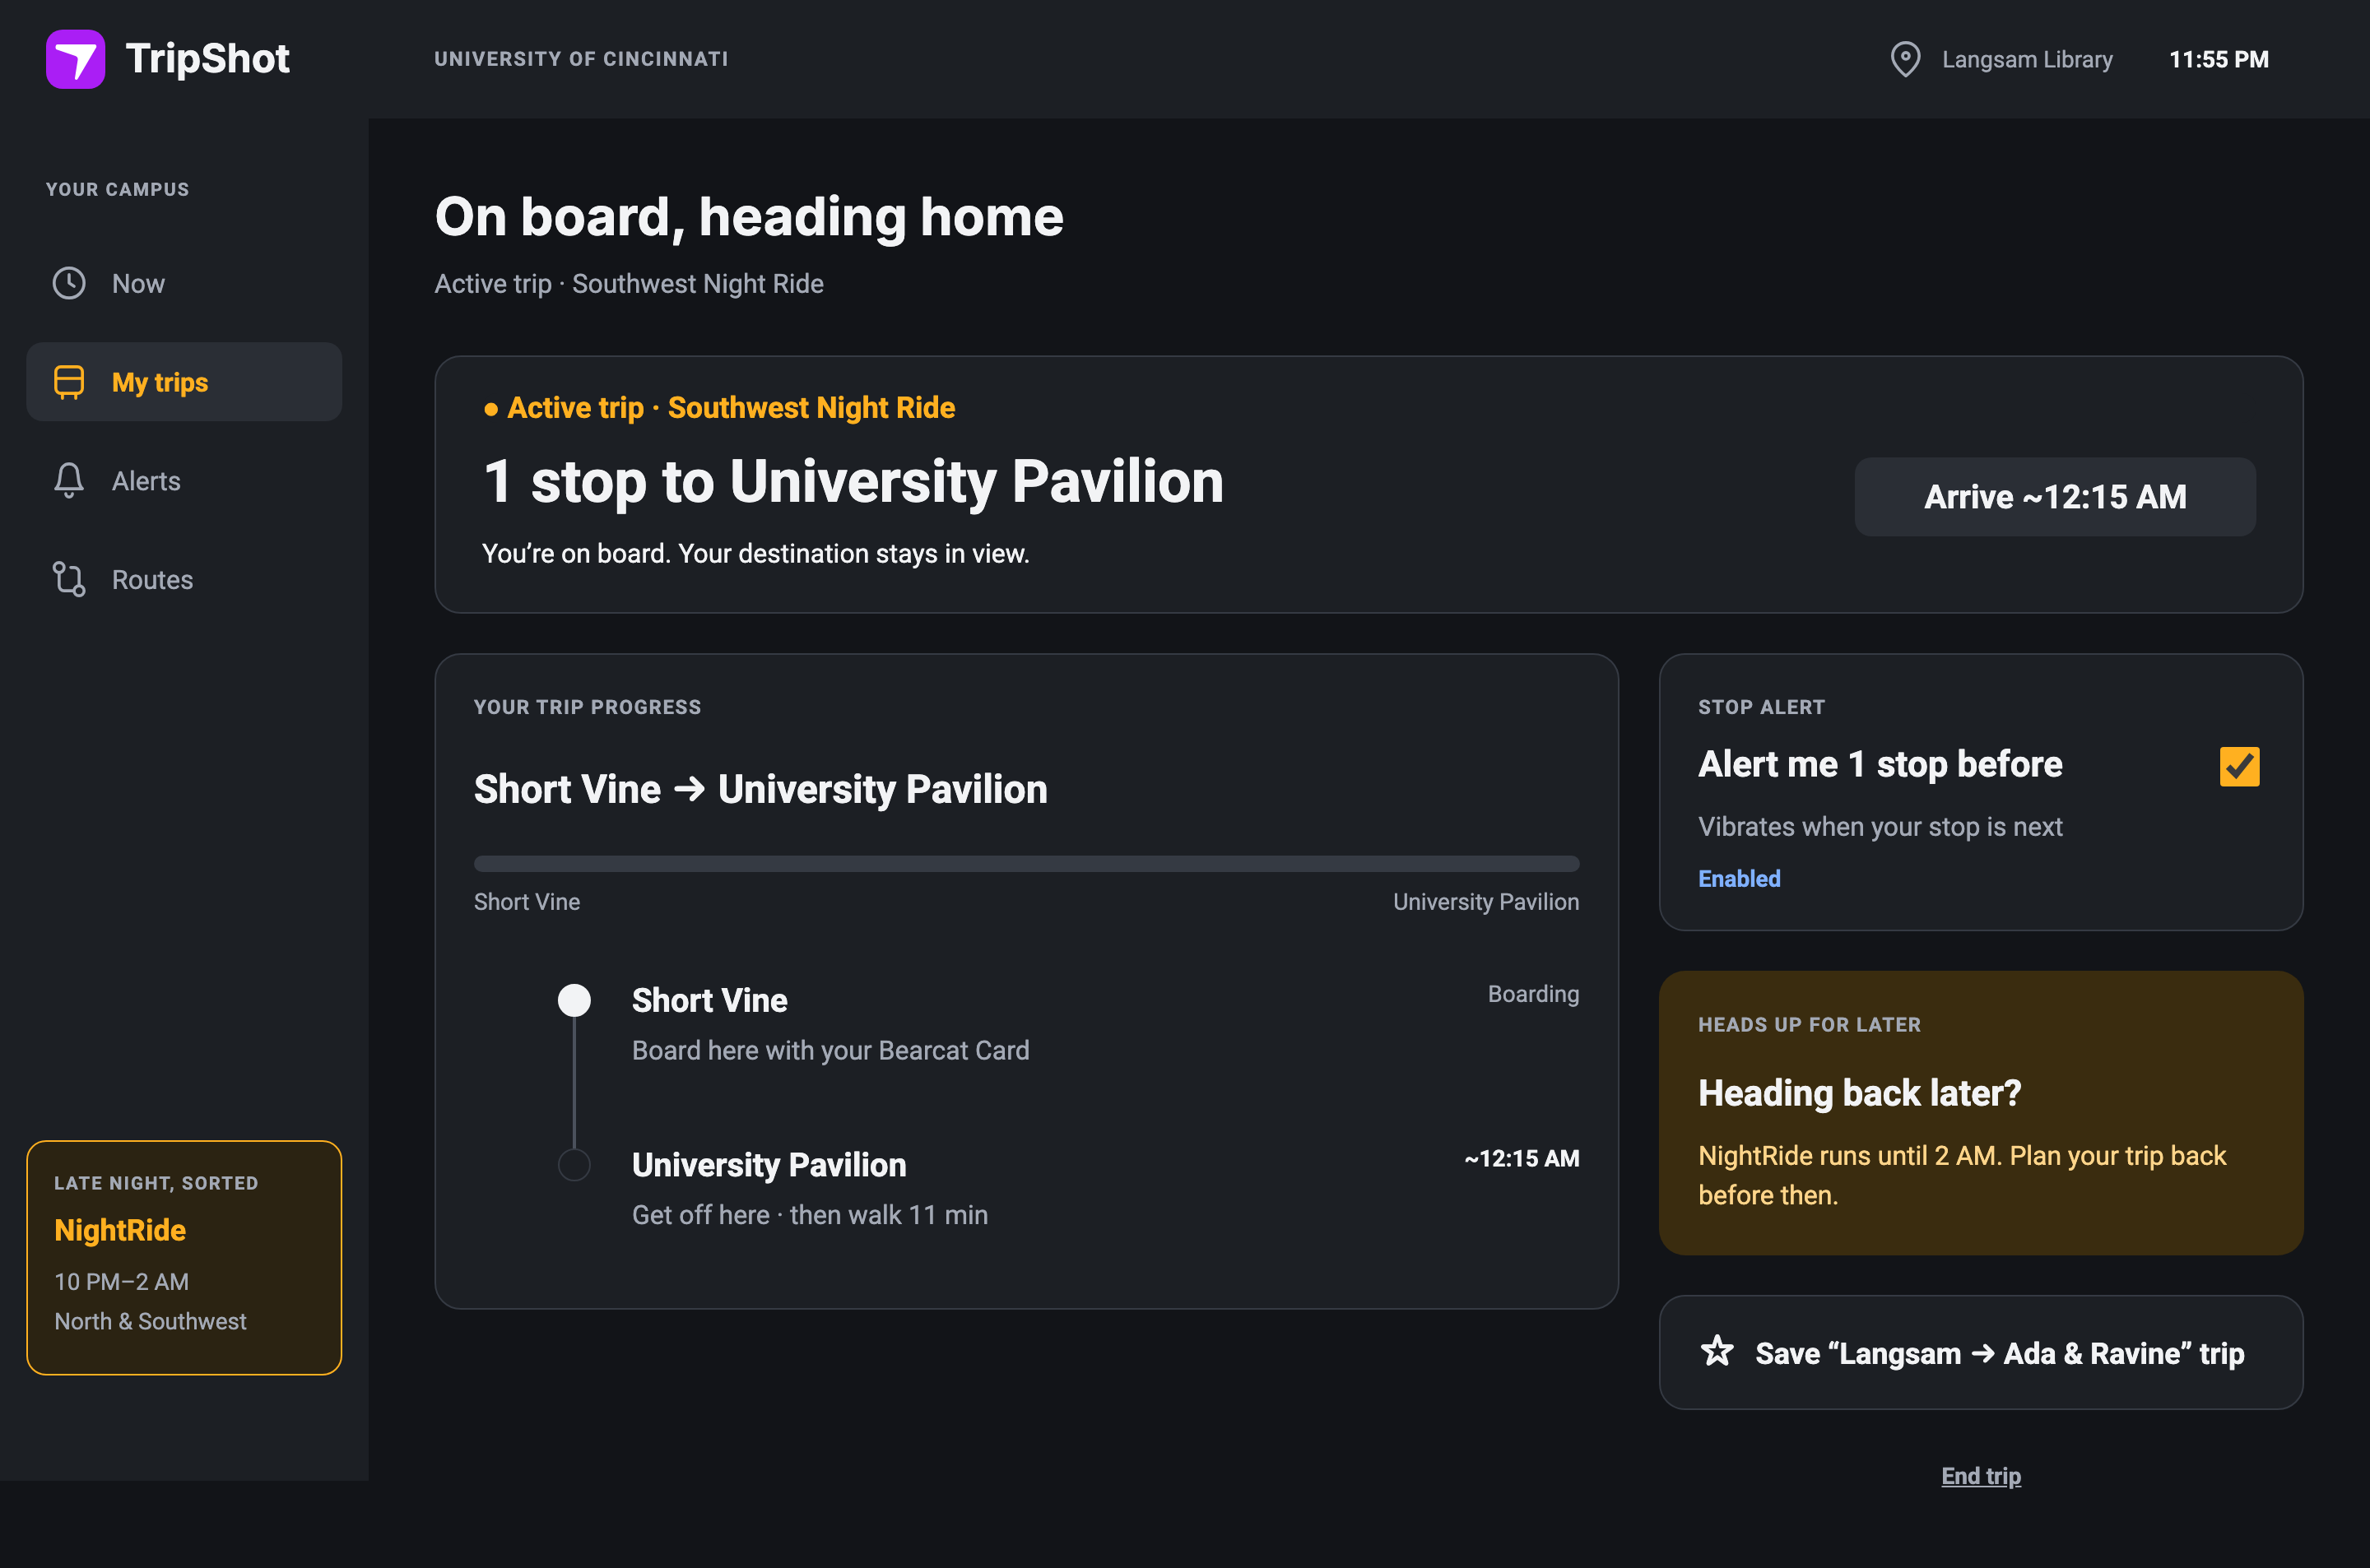 TripShot
UNIVERSITY OF CINCINNATI
Langsam Library
11:55 PM
YOUR CAMPUS
Now
My trips
Alerts
Routes
LATE NIGHT, SORTED
NightRide
10 PM–2 AM
North & Southwest
On board, heading home
Active trip · Southwest Night Ride
● Active trip · Southwest Night Ride
1 stop to University Pavilion
You’re on board. Your destination stays in view.
Arrive ~12:15 AM
YOUR TRIP PROGRESS
Short Vine → University Pavilion
Short Vine
University Pavilion
Short Vine
Boarding
Board here with your Bearcat Card
University Pavilion
~12:15 AM
Get off here · then walk 11 min
STOP ALERT
Alert me 1 stop before
Vibrates when your stop is next
Enabled
HEADS UP FOR LATER
Heading back later?
NightRide runs until 2 AM. Plan your trip back
before then.
Save “Langsam → Ada & Ravine” trip
End trip